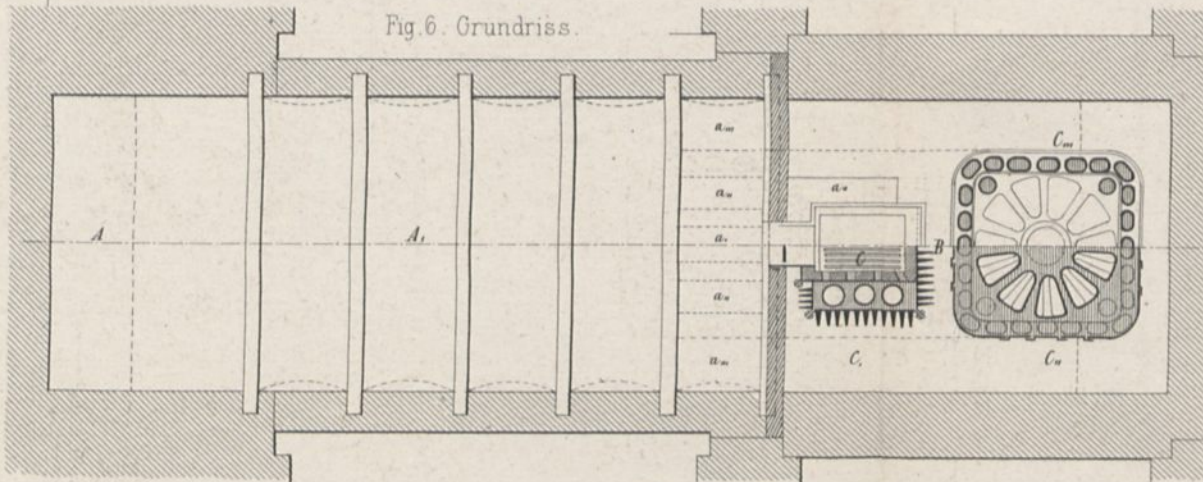 Fig. 6. Grundriss.
A
A₁
a‴
a″
a′
a″
a‴
a″
C
B
C,
C‴
C″